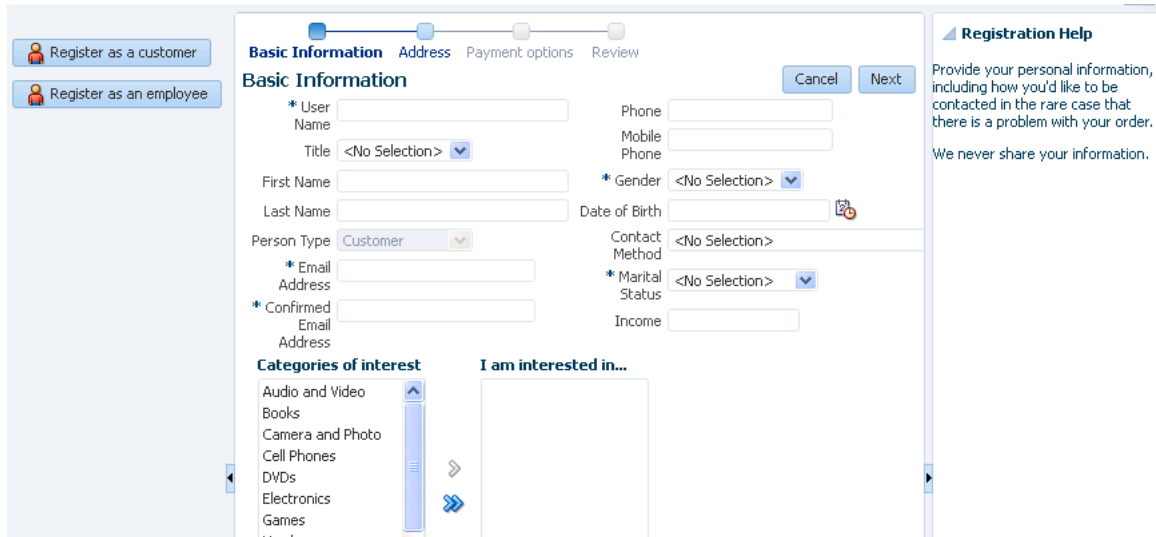 Register as a customer
Register as an employee
Basic Information Address Payment options Review
Basic Information
Cancel Next
* User
Name
Title <No Selection>
First Name
Last Name
Person Type Customer
* Email
Address
* Confirmed
Email
Address
Phone
Mobile
Phone
* Gender <No Selection>
Date of Birth
Contact
Method
<No Selection>
* Marital
Status
<No Selection>
Income
Categories of interest
Audio and Video
Books
Camera and Photo
Cell Phones
DVDs
Electronics
Games
I am interested in...
Registration Help
Provide your personal information,
including how you'd like to be
contacted in the rare case that
there is a problem with your order.
We never share your information.